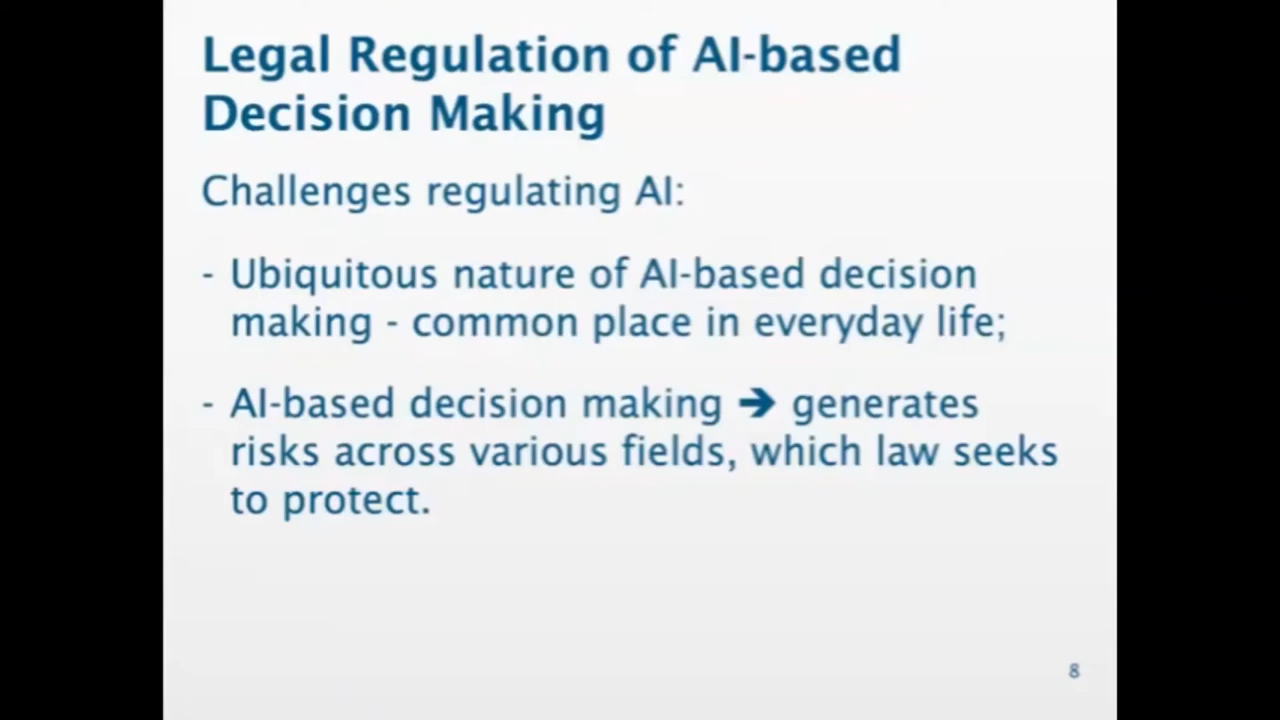 Legal Regulation of AI-based
Decision Making
Challenges regulating AI:
- Ubiquitous nature of AI-based decision
making - common place in everyday life;
- AI-based decision making ➔ generates
risks across various fields, which law seeks
to protect.
8